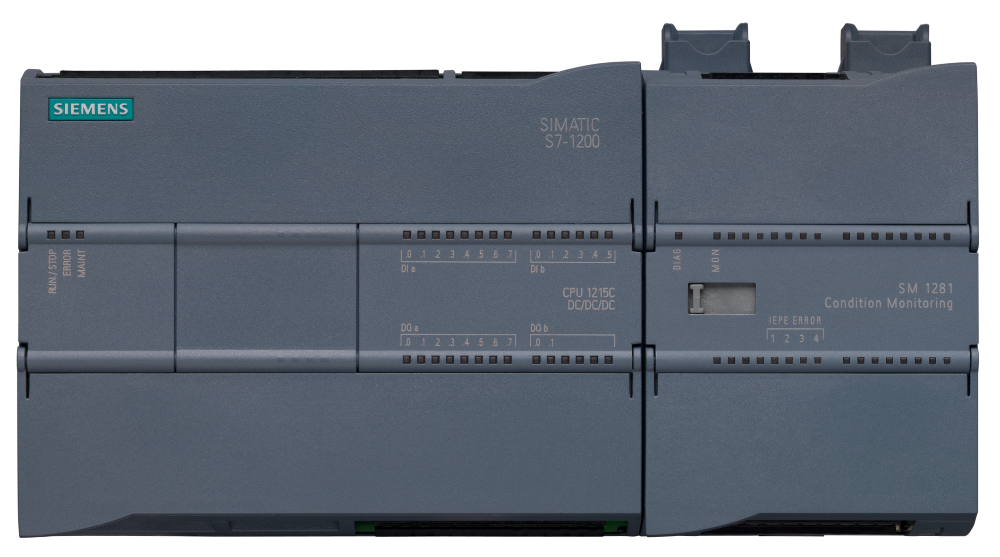 SIEMENS
SIMATIC
S7-1200
RUN/STOP
ERROR
MAINT
.0 .1 .2 .3 .4 .5 .6 .7
DI a
.0 .1 .2 .3 .4 .5
DI b
CPU 1215C
DC/DC/DC
DQ a
.0 .1 .2 .3 .4 .5 .6 .7
DQ b
.0 .1
DIAG
MON
SM 1281
Condition Monitoring
IEPE ERROR
1 2 3 4